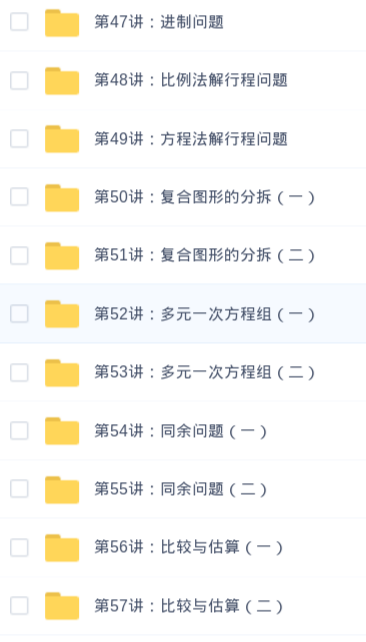 第47讲：进制问题
第48讲：比例法解行程问题
第49讲：方程法解行程问题
第50讲：复合图形的分拆（一）
第51讲：复合图形的分拆（二）
第52讲：多元一次方程组（一）
第53讲：多元一次方程组（二）
第54讲：同余问题（一）
第55讲：同余问题（二）
第56讲：比较与估算（一）
第57讲：比较与估算（二）